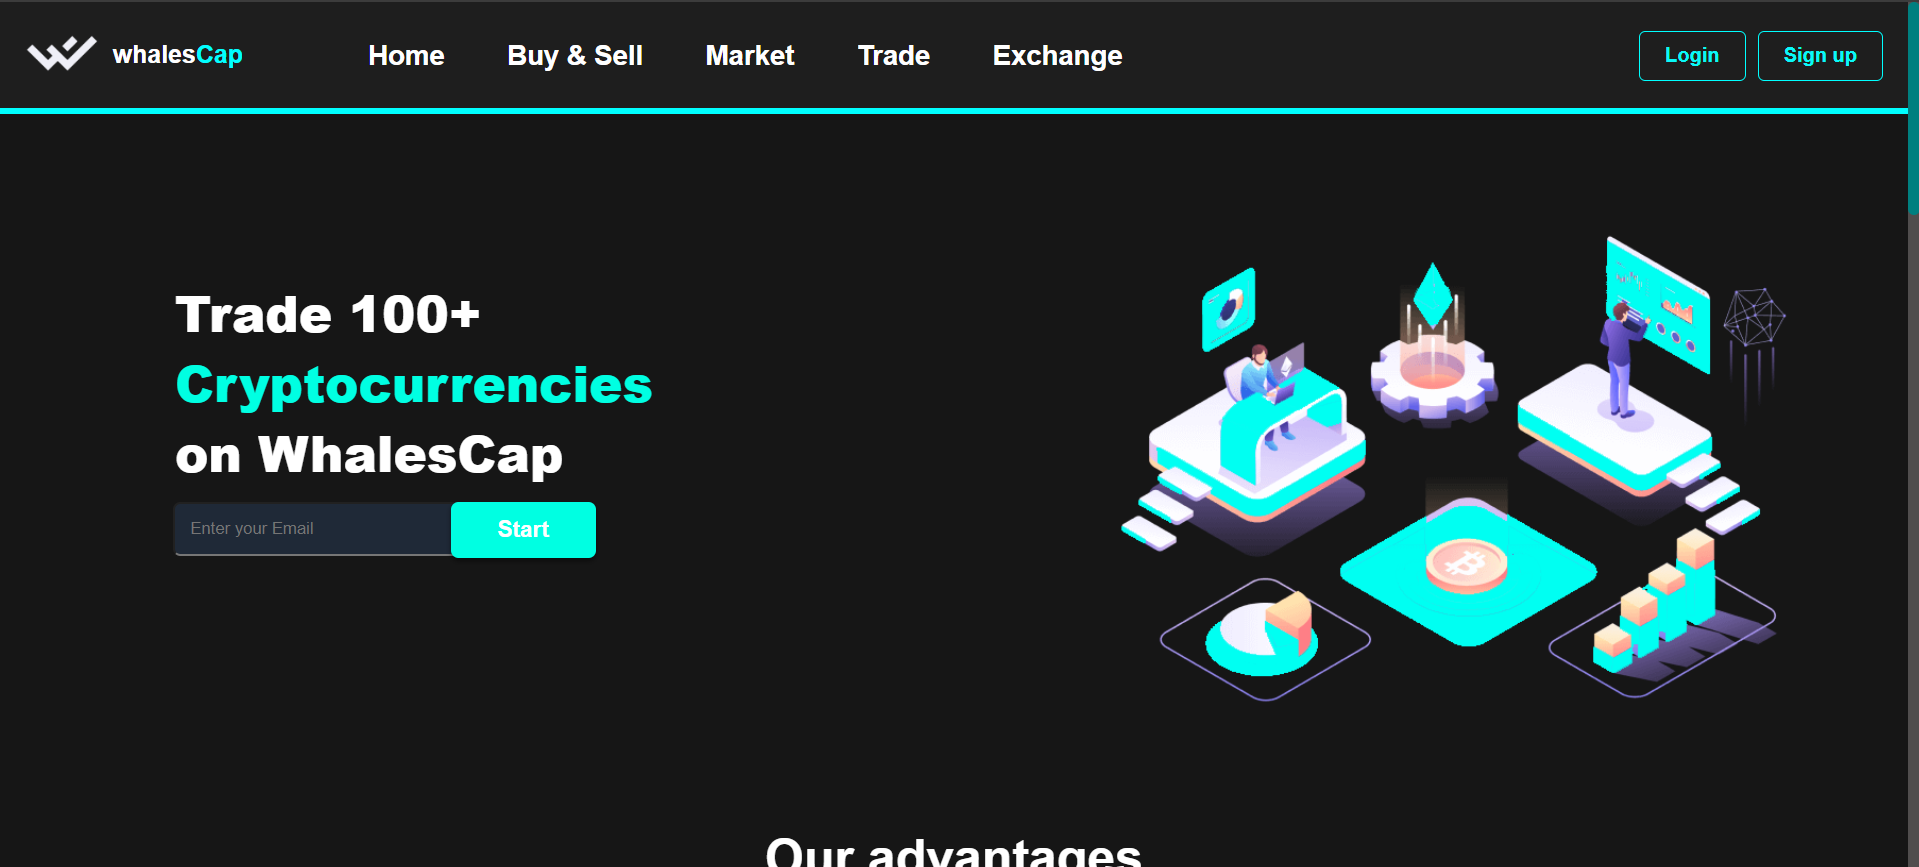 whalesCap
Home
Buy & Sell
Market
Trade
Exchange
Login
Sign up
Trade 100+
Cryptocurrencies
on WhalesCap
Enter your Email
Start
Our advantages